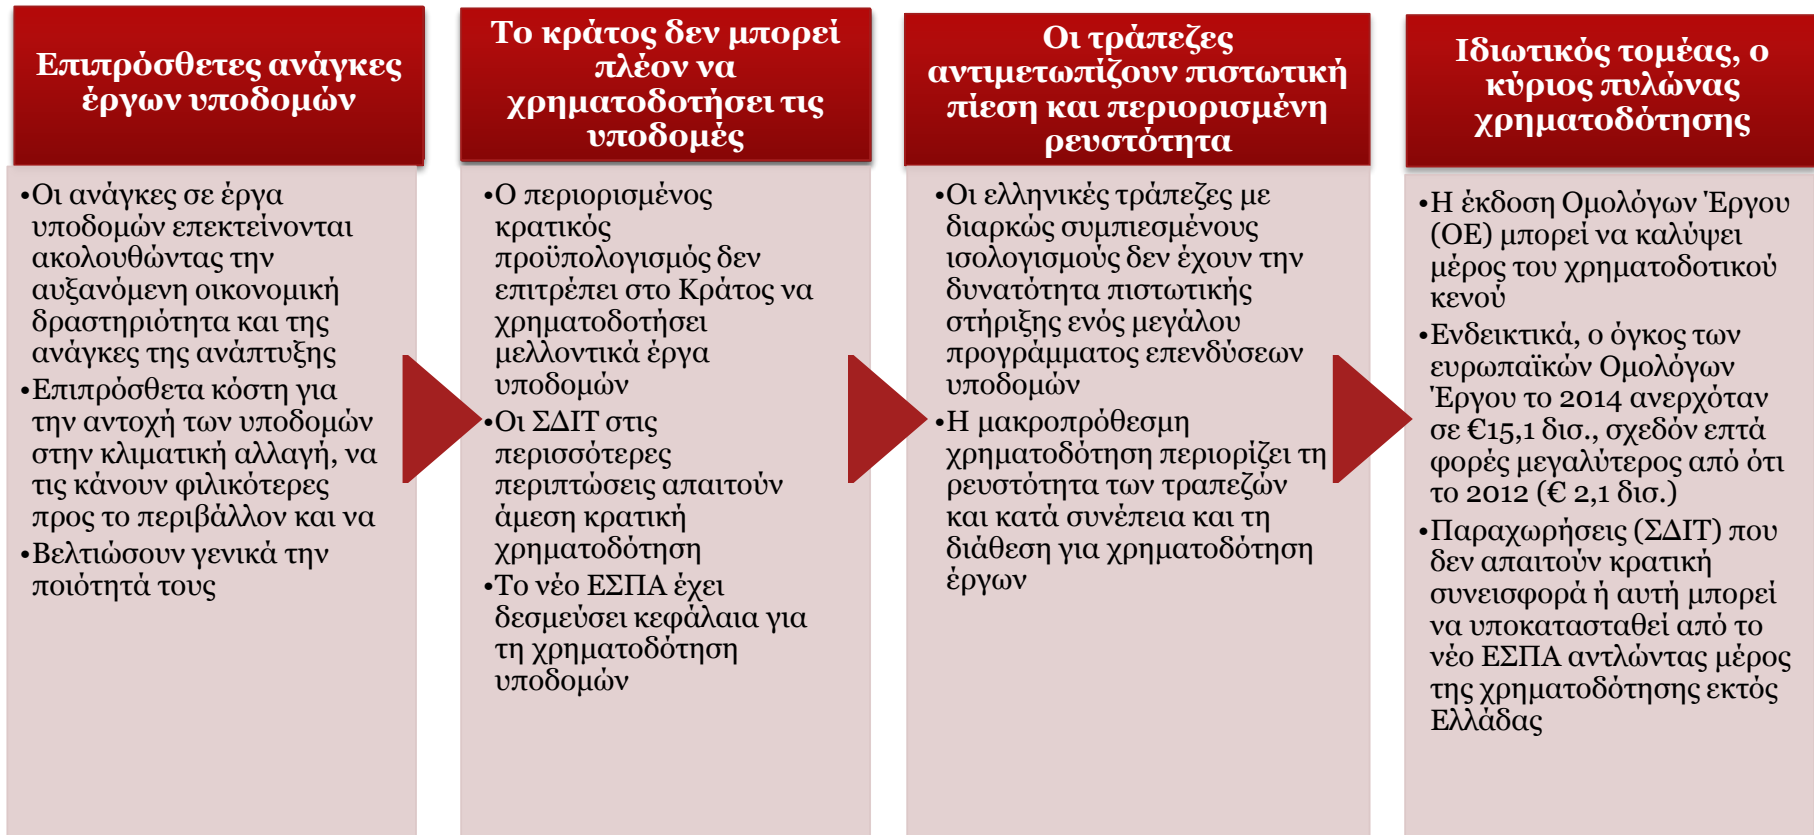 Επιπρόσθετες ανάγκες
έργων υποδομών
•Οι ανάγκες σε έργα
υποδομών επεκτείνονται
ακολουθώντας την
αυξανόμενη οικονομική
δραστηριότητα και της
ανάγκες της ανάπτυξης
•Επιπρόσθετα κόστη για
την αντοχή των υποδομών
στην κλιματική αλλαγή, να
τις κάνουν φιλικότερες
προς το περιβάλλον και να
•Βελτιώσουν γενικά την
ποιότητά τους
Το κράτος δεν μπορεί
πλέον να
χρηματοδοτήσει τις
υποδομές
•Ο περιορισμένος
κρατικός
προϋπολογισμός δεν
επιτρέπει στο Κράτος να
χρηματοδοτήσει
μελλοντικά έργα
υποδομών
•Οι ΣΔΙΤ στις
περισσότερες
περιπτώσεις απαιτούν
άμεση κρατική
χρηματοδότηση
•Το νέο ΕΣΠΑ έχει
δεσμεύσει κεφάλαια για
τη χρηματοδότηση
υποδομών
Οι τράπεζες
αντιμετωπίζουν πιστωτική
πίεση και περιορισμένη
ρευστότητα
•Οι ελληνικές τράπεζες με
διαρκώς συμπιεσμένους
ισολογισμούς δεν έχουν την
δυνατότητα πιστωτικής
στήριξης ενός μεγάλου
προγράμματος επενδύσεων
υποδομών
•Η μακροπρόθεσμη
χρηματοδότηση περιορίζει τη
ρευστότητα των τραπεζών
και κατά συνέπεια και τη
διάθεση για χρηματοδότηση
έργων
Ιδιωτικός τομέας, ο
κύριος πυλώνας
χρηματοδότησης
•Η έκδοση Ομολόγων Έργου
(ΟΕ) μπορεί να καλύψει
μέρος του χρηματοδοτικού
κενού
•Ενδεικτικά, ο όγκος των
ευρωπαϊκών Ομολόγων
Έργου το 2014 ανερχόταν
σε €15,1 δισ., σχεδόν επτά
φορές μεγαλύτερος από ότι
το 2012 (€ 2,1 δισ.)
•Παραχωρήσεις (ΣΔΙΤ) που
δεν απαιτούν κρατική
συνεισφορά ή αυτή μπορεί
να υποκατασταθεί από το
νέο ΕΣΠΑ αντλώντας μέρος
της χρηματοδότησης εκτός
Ελλάδας